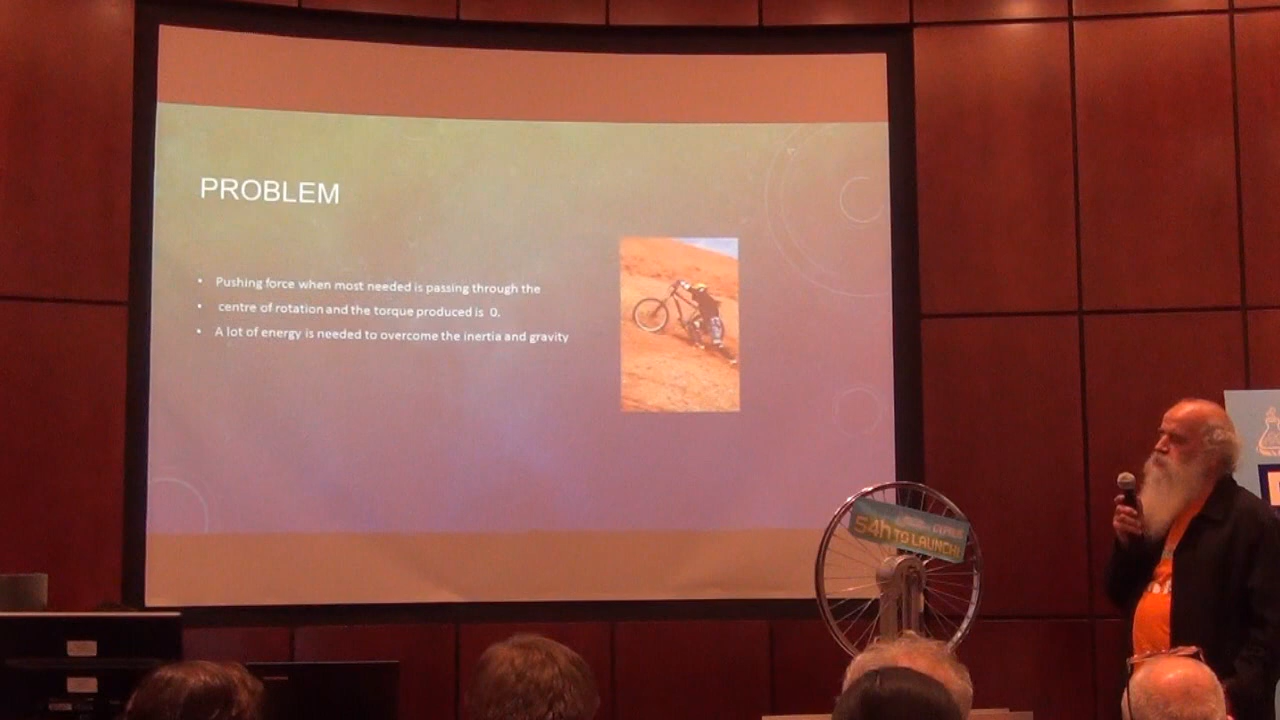 PROBLEM
• Pushing force when most needed is passing through the
• centre of rotation and the torque produced is 0.
• A lot of energy is needed to overcome the inertia and gravity
s4h TO LAUNCH!